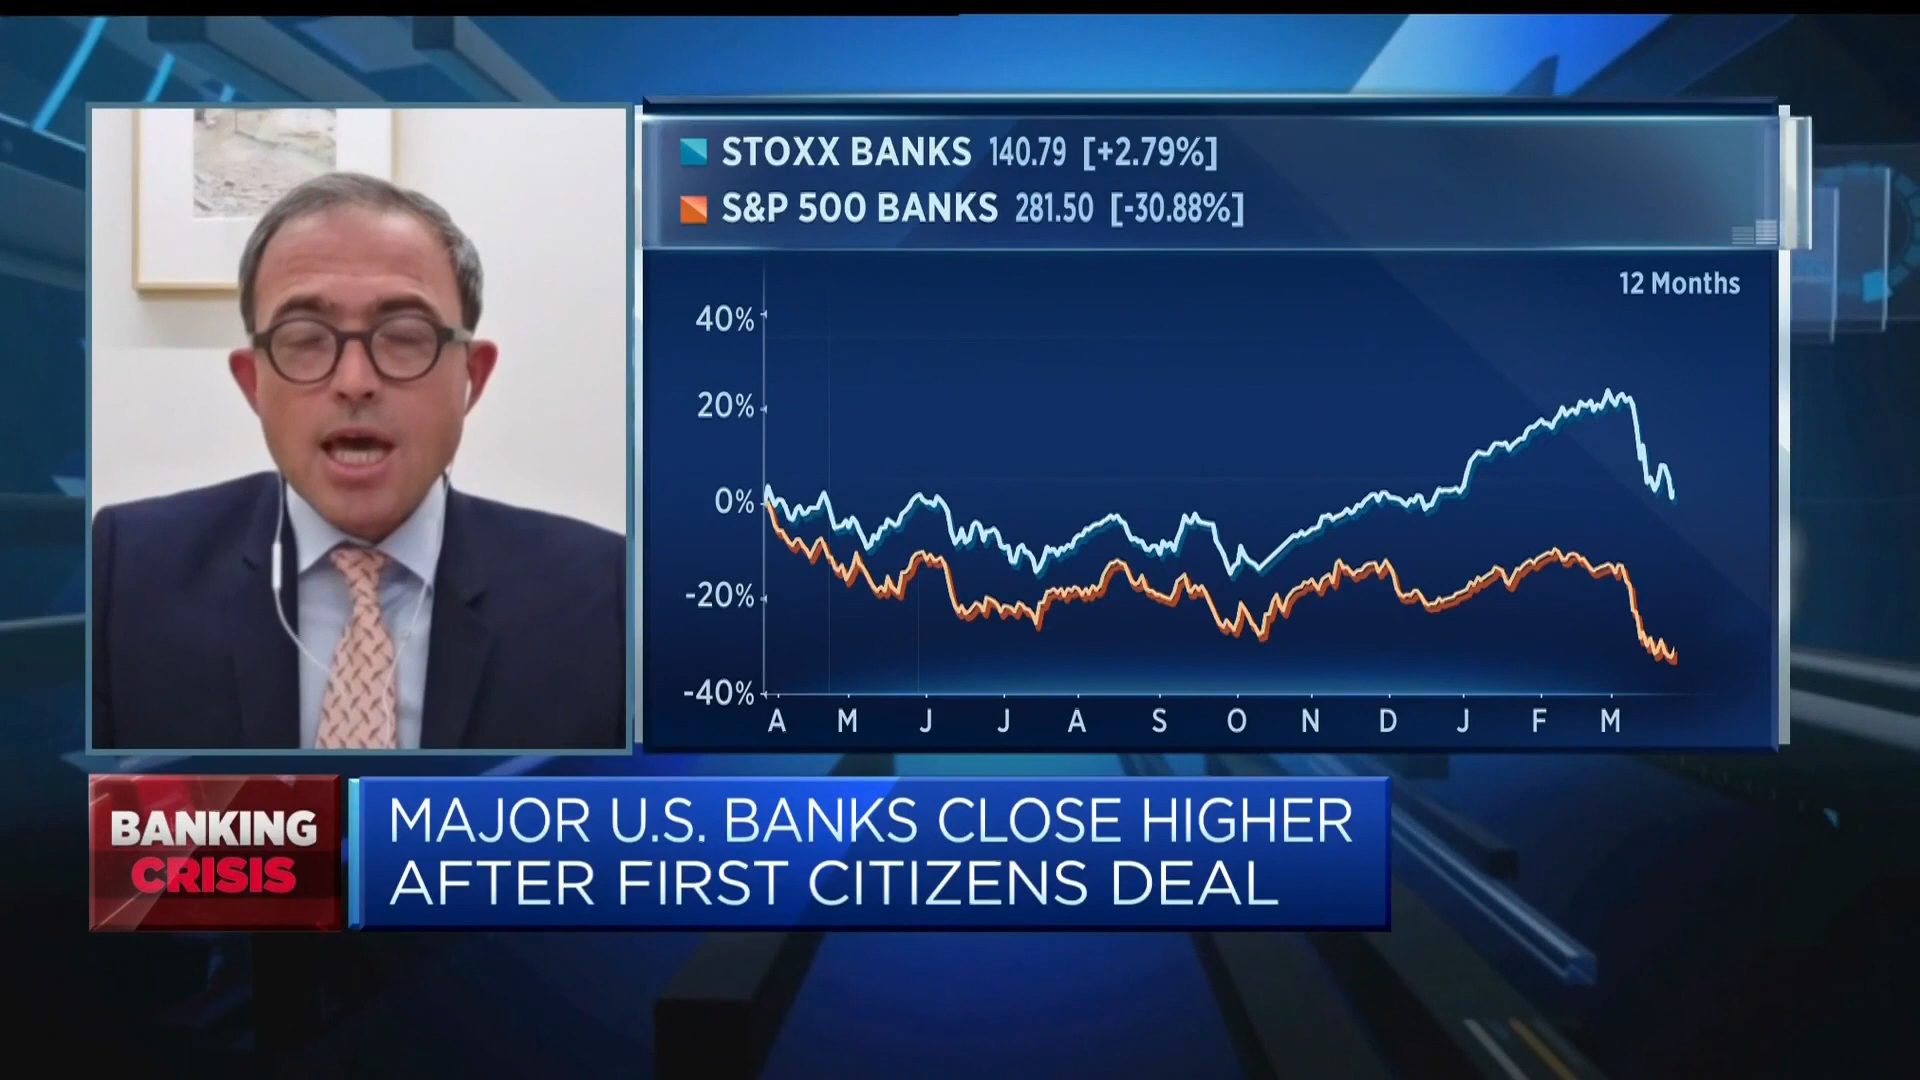 STOXX BANKS 140.79 [+2.79%]
S&P 500 BANKS 281.50 [-30.88%]
12 Months
40%
20%
0%
-20%
-40%
A M J J A S O N D J F M
BANKING
CRISIS
MAJOR U.S. BANKS CLOSE HIGHER
AFTER FIRST CITIZENS DEAL